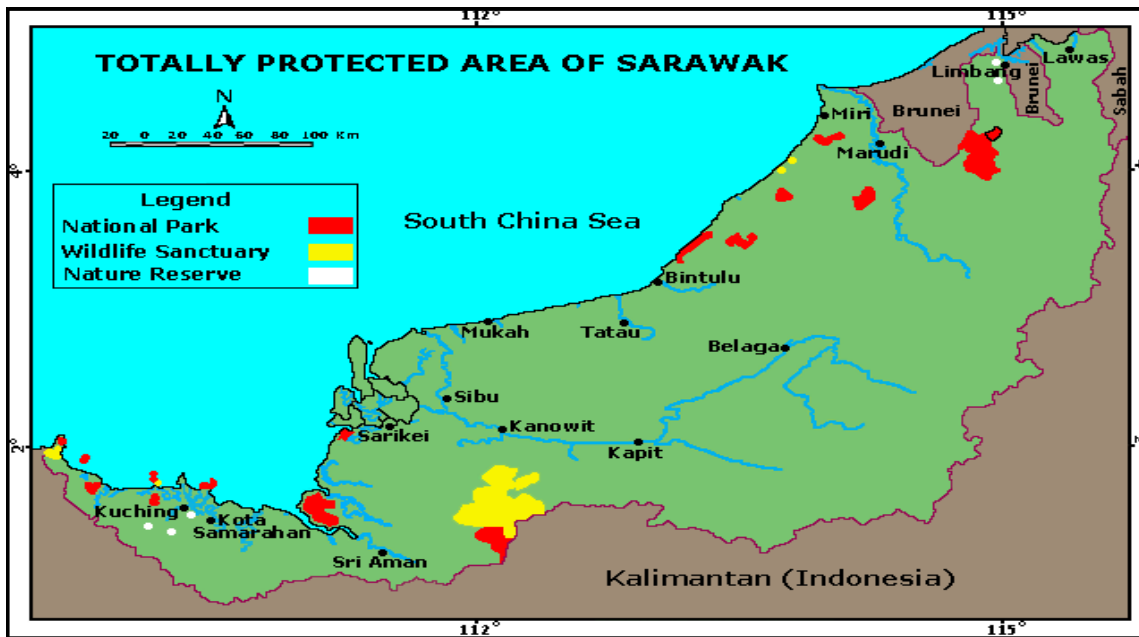 112°
115°
TOTALLY PROTECTED AREA OF SARAWAK
N
20 0 20 40 60 80 100 Km
Legend
National Park
Wildlife Sanctuary
Nature Reserve
South China Sea
Limbang
Lawas
Brunei
Brunei
Sabah
Miri
Marudi
4°
Bintulu
Mukah
Tatau
Belaga
Sibu
Sarikei
Kanowit
Kapit
2°
Kuching
Kota
Samarahan
Sri Aman
Kalimantan (Indonesia)
112°
115°